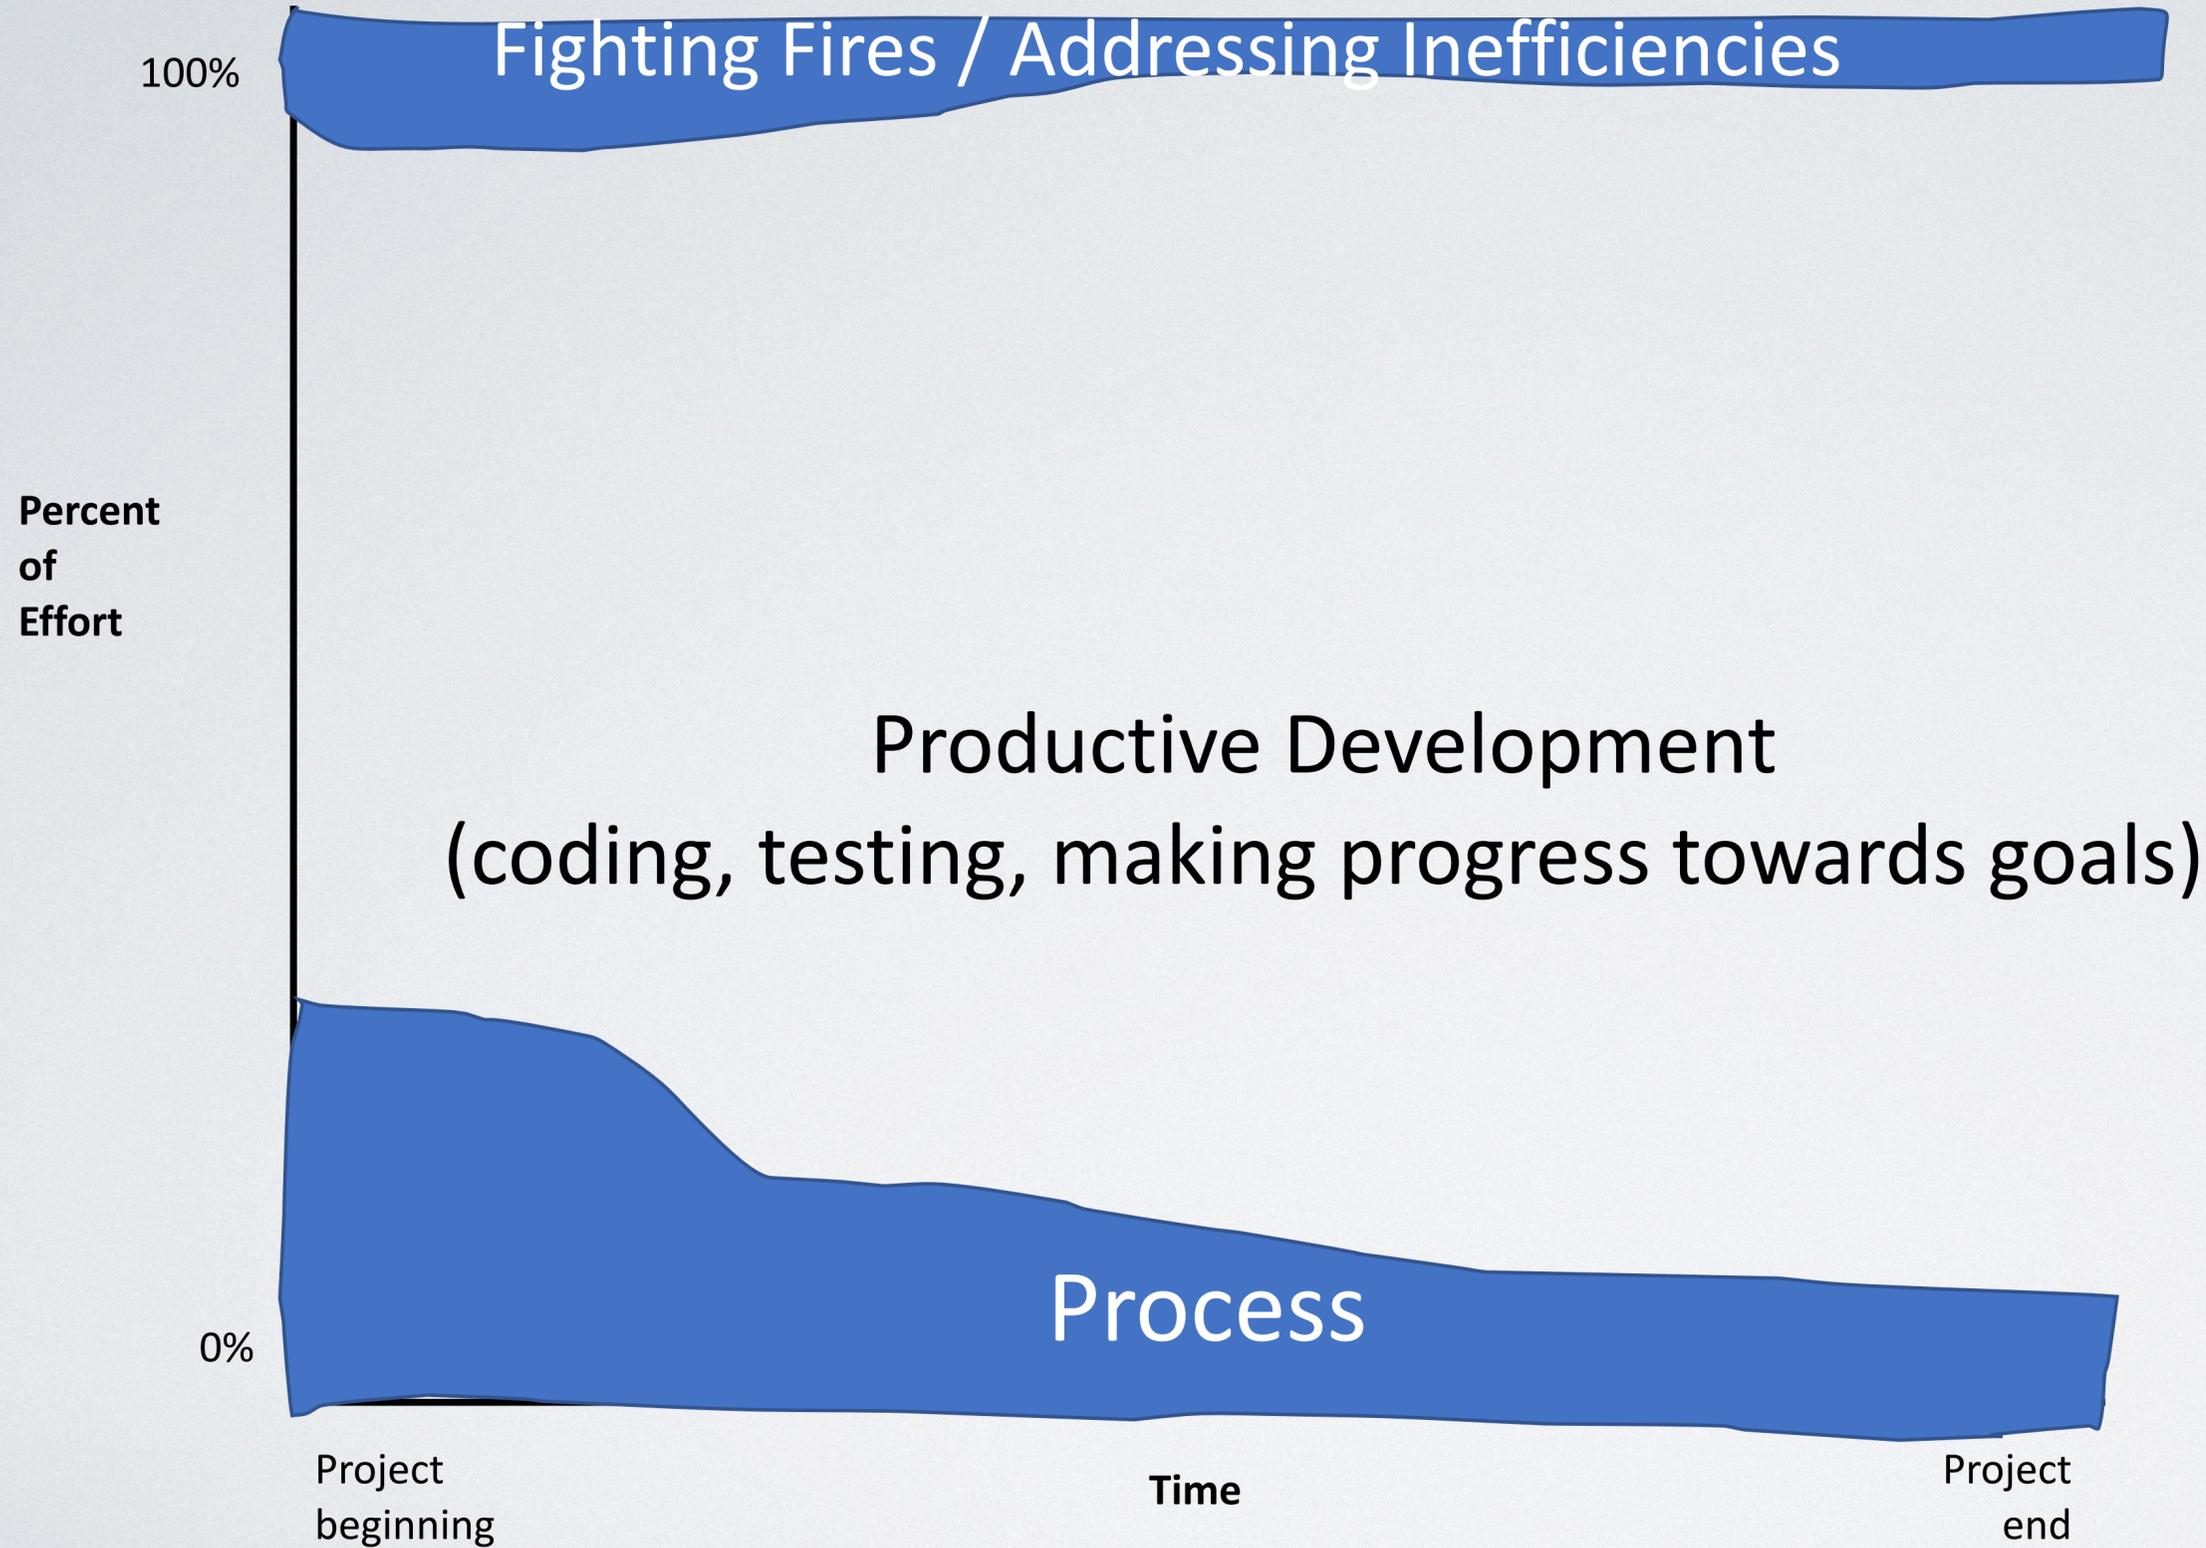 Fighting Fires / Addressing Inefficiencies
100%
Percent
of
Effort
Productive Development
(coding, testing, making progress towards goals)
Process
0%
Project
beginning
Time
Project
end